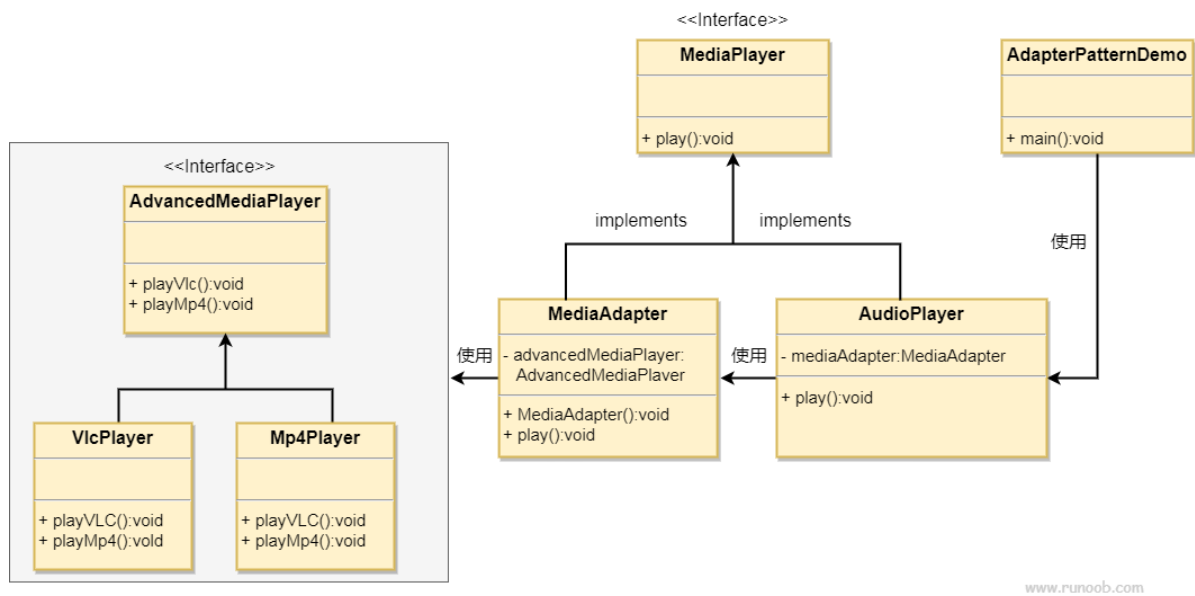 <<Interface>>
MediaPlayer
+ play():void
AdapterPatternDemo
+ main():void
<<Interface>>
AdvancedMediaPlayer
+ playVlc():void
+ playMp4():void
implements
implements
使用
VlcPlayer
+ playVLC():void
+ playMp4():vold
Mp4Player
+ playVLC():void
+ playMp4():void
使用
MediaAdapter
- advancedMediaPlayer:
AdvancedMediaPlaver
+ MediaAdapter():void
+ play():void
使用
AudioPlayer
- mediaAdapter:MediaAdapter
+ play():void
www.runoob.com